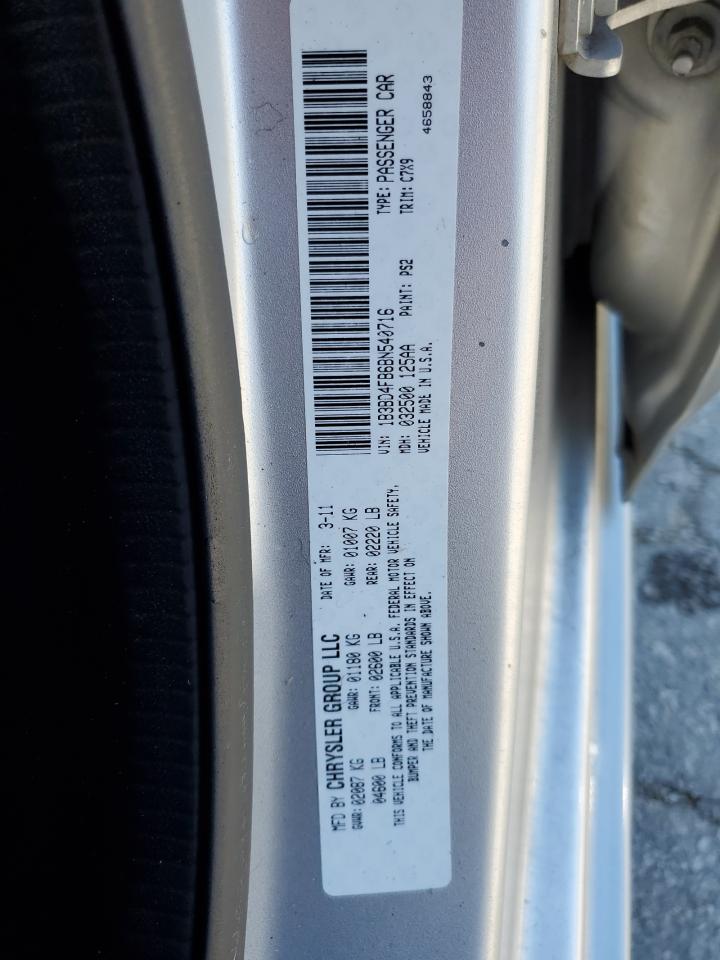 MFD BY CHRYSLER GROUP LLC DATE OF MFR: 3-11
GVWR: 02087 KG GAWR: 01180 KG GAWR: 01007 KG
04600 LB FRONT: 02600 LB REAR: 02220 LB
THIS VEHICLE CONFORMS TO ALL APPLICABLE U.S.A. FEDERAL MOTOR VEHICLE SAFETY,
BUMPER AND THEFT PREVENTION STANDARDS IN EFFECT ON
THE DATE OF MANUFACTURE SHOWN ABOVE.
VIN: 1B3BD4FB6BN540716 TYPE: PASSENGER CAR
MDH: 032500 125AA PAINT: PS2 TRIM: C7X9
VEHICLE MADE IN U.S.A. 4658843